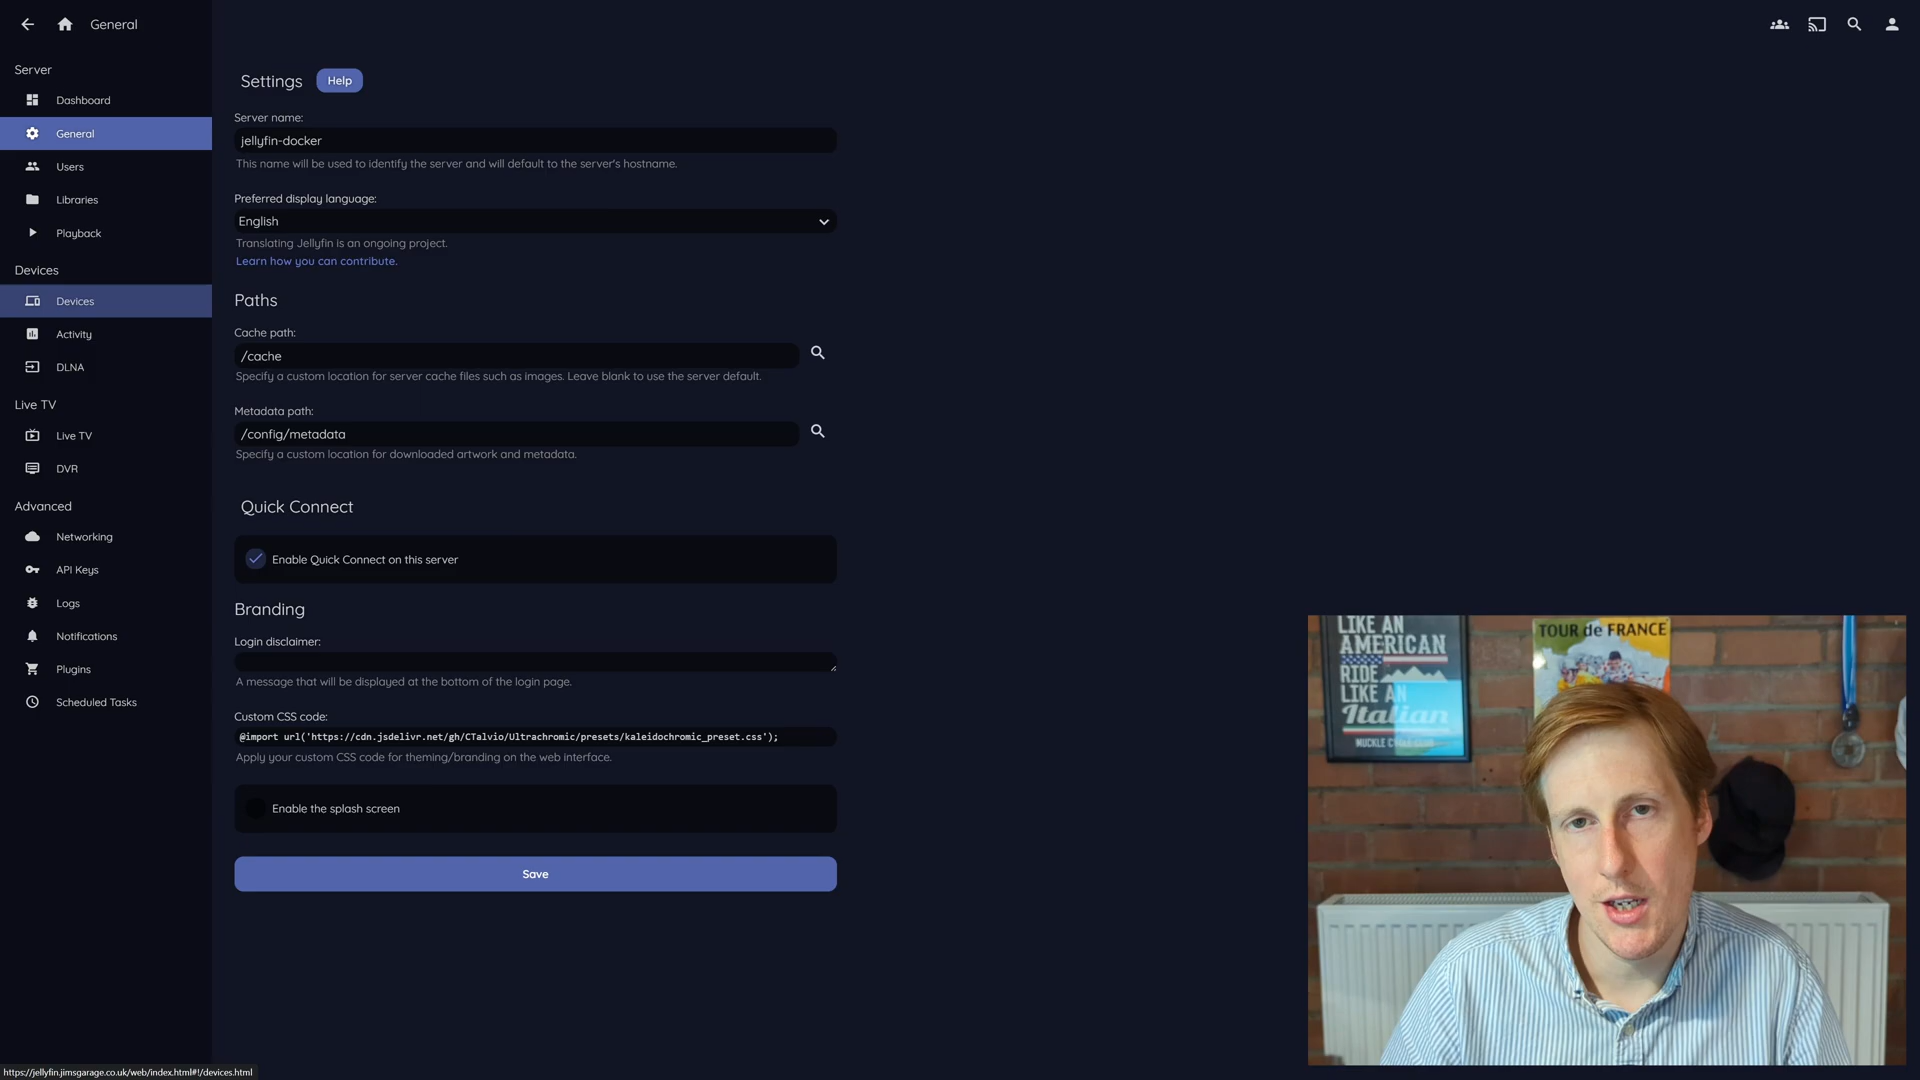 General
Server
Dashboard
General
Users
Libraries
Playback
Devices
Devices
Activity
DLNA
Live TV
Live TV
DVR
Advanced
Networking
API Keys
Logs
Notifications
Plugins
Scheduled Tasks
Settings
Help
Server name:
jellyfin-docker
This name will be used to identify the server and will default to the server's hostname.
Preferred display language:
English
Translating Jellyfin is an ongoing project.
Learn how you can contribute.
Paths
Cache path:
/cache
Specify a custom location for server cache files such as images. Leave blank to use the server default.
Metadata path:
/config/metadata
Specify a custom location for downloaded artwork and metadata.
Quick Connect
Enable Quick Connect on this server
Branding
Login disclaimer:
A message that will be displayed at the bottom of the login page.
Custom CSS code:
@import url('https://cdn.jsdelivr.net/gh/CTalvio/Ultrachromic/presets/kaleidochromic_preset.css');
Apply your custom CSS code for theming/branding on the web interface.
Enable the splash screen
Save
LIKE AN
AMERICAN
RIDE
LIKE AN
Italian
MUCKLE CYCLE CLUB
TOUR de FRANCE
https://jellyfin.jimsgarage.co.uk/web/index.html#!/devices.html